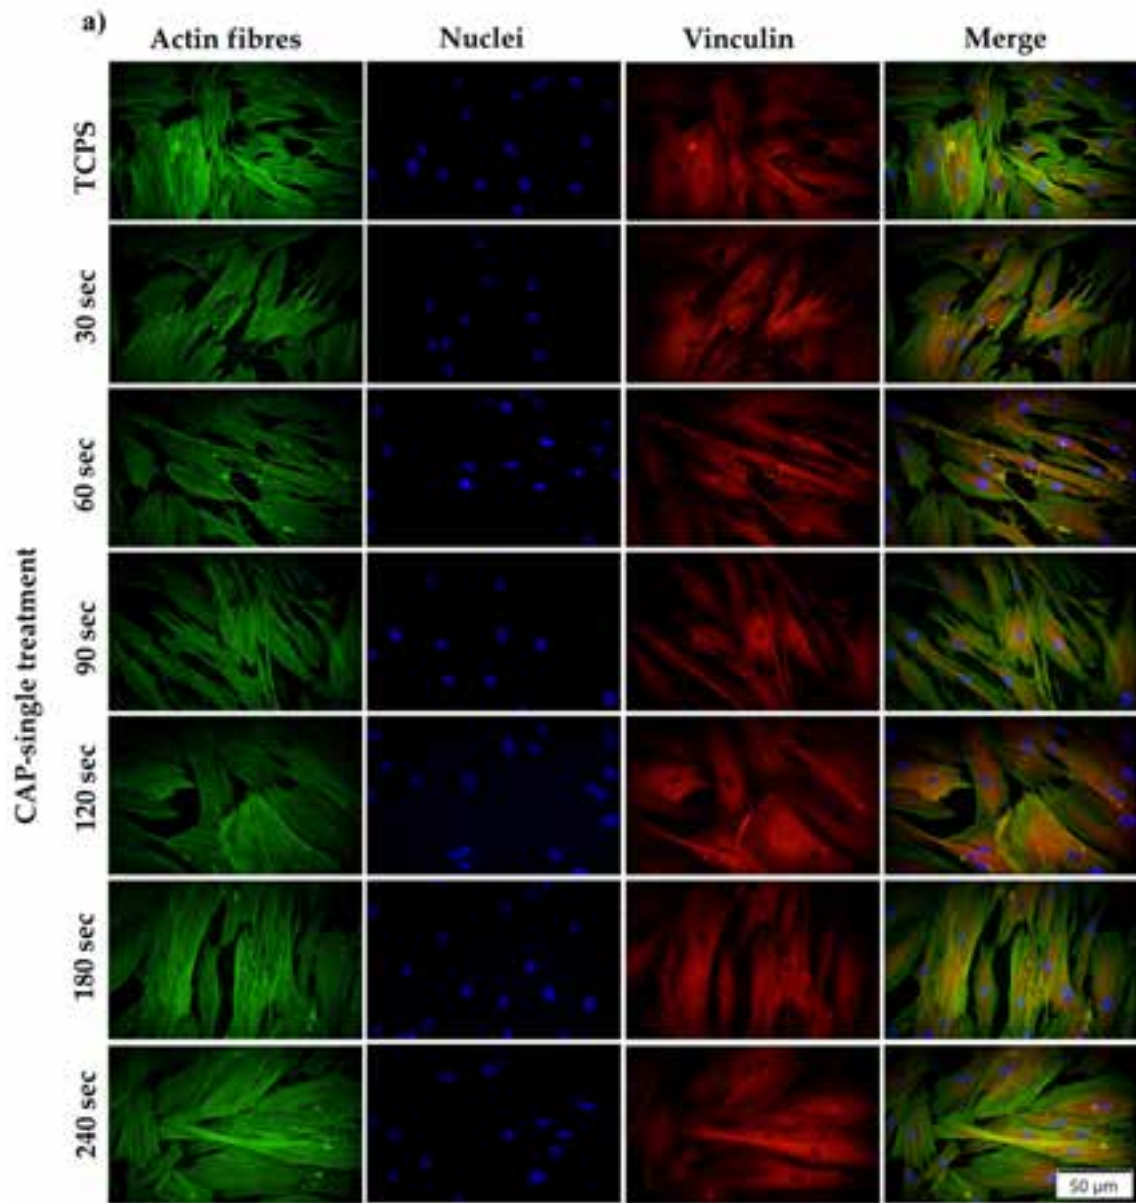 a)
Actin fibres Nuclei Vinculin Merge
TCPS
30 sec
60 sec
90 sec
120 sec
180 sec
240 sec
CAP-single treatment
50 µm